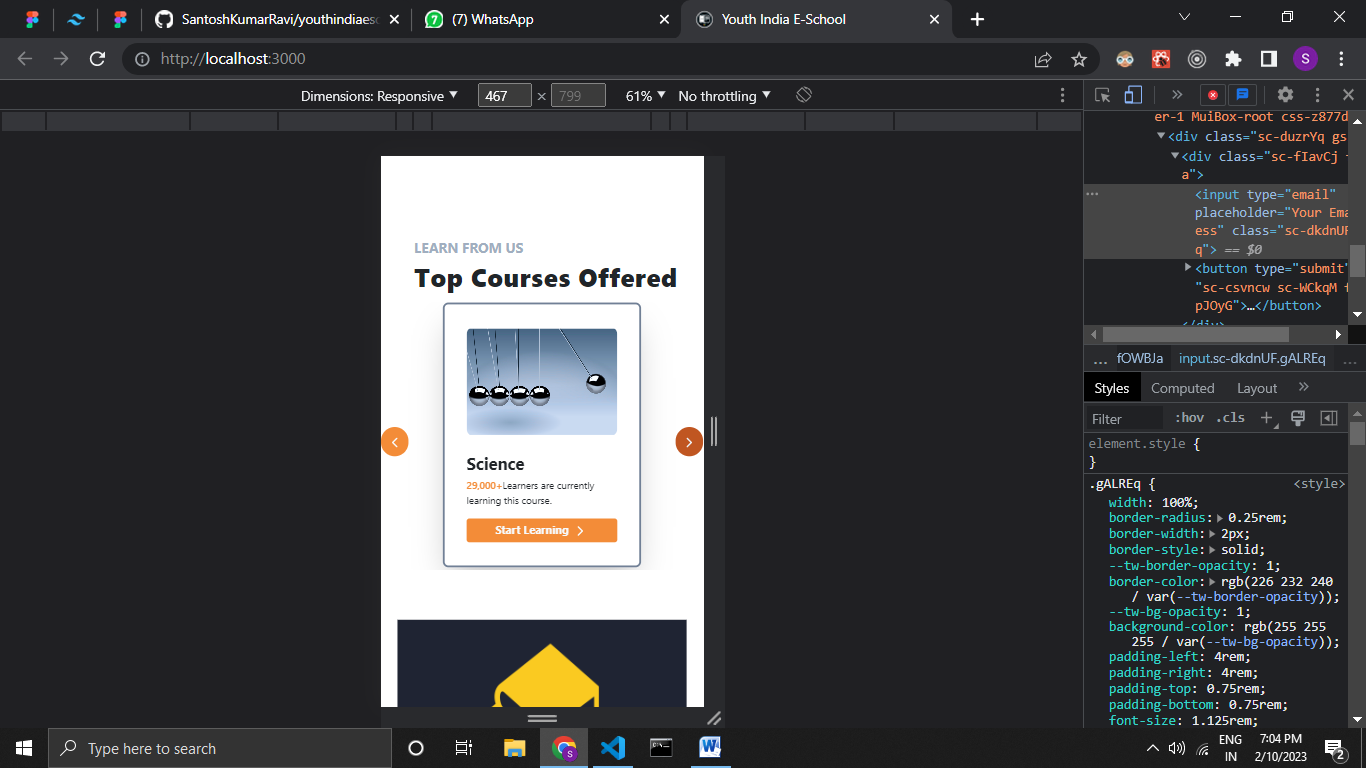 SantoshKumarRavi/youthindiaesc
(7) WhatsApp
Youth India E-School
S
http://localhost:3000
Dimensions: Responsive
467
×
799
61%
No throttling
er-1 MuiBox-root css-z877d
<div class="sc-duzrYq gs
<div class="sc-fIavCj
a">
<input type="email"
placeholder="Your Ema
ess" class="sc-dkdnUF
q"> == $0
<button type="submit"
"sc-csvncw sc-WCkqM f
pJOyG">…</button>
</div>
... fOWBJa input.sc-dkdnUF.gALREq ...
Styles Computed Layout
Filter :hov .cls
element.style {
}
.gALREq { <style>
width: 100%;
border-radius: 0.25rem;
border-width: 2px;
border-style: solid;
--tw-border-opacity: 1;
border-color: rgb(226 232 240
/ var(--tw-border-opacity));
--tw-bg-opacity: 1;
background-color: rgb(255 255
255 / var(--tw-bg-opacity));
padding-left: 4rem;
padding-right: 4rem;
padding-top: 0.75rem;
padding-bottom: 0.75rem;
font-size: 1.125rem;
LEARN FROM US
Top Courses Offered
Science
29,000+Learners are currently
learning this course.
Start Learning
Type here to search
ENG
IN
7:04 PM
2/10/2023
2